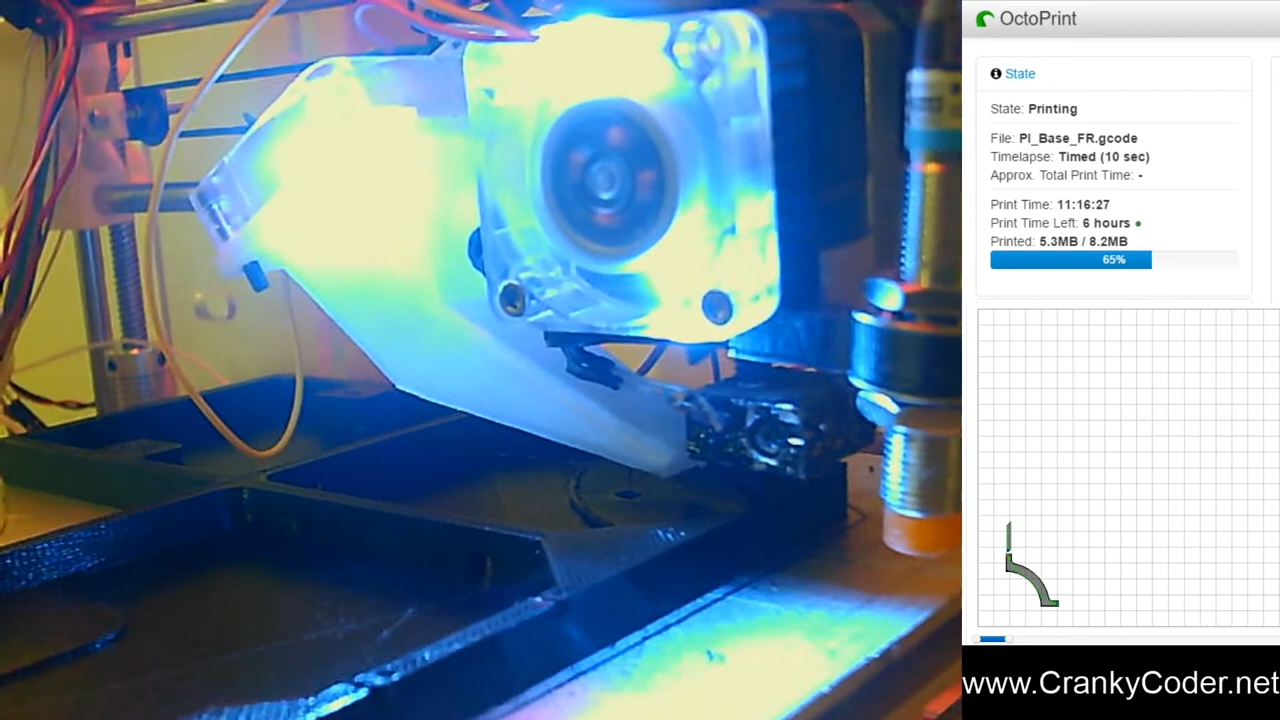 OctoPrint
State
State: Printing
File: PI_Base_FR.gcode
Timelapse: Timed (10 sec)
Approx. Total Print Time: -
Print Time: 11:16:27
Print Time Left: 6 hours
Printed: 5.3MB / 8.2MB
65%
www.CrankyCoder.net